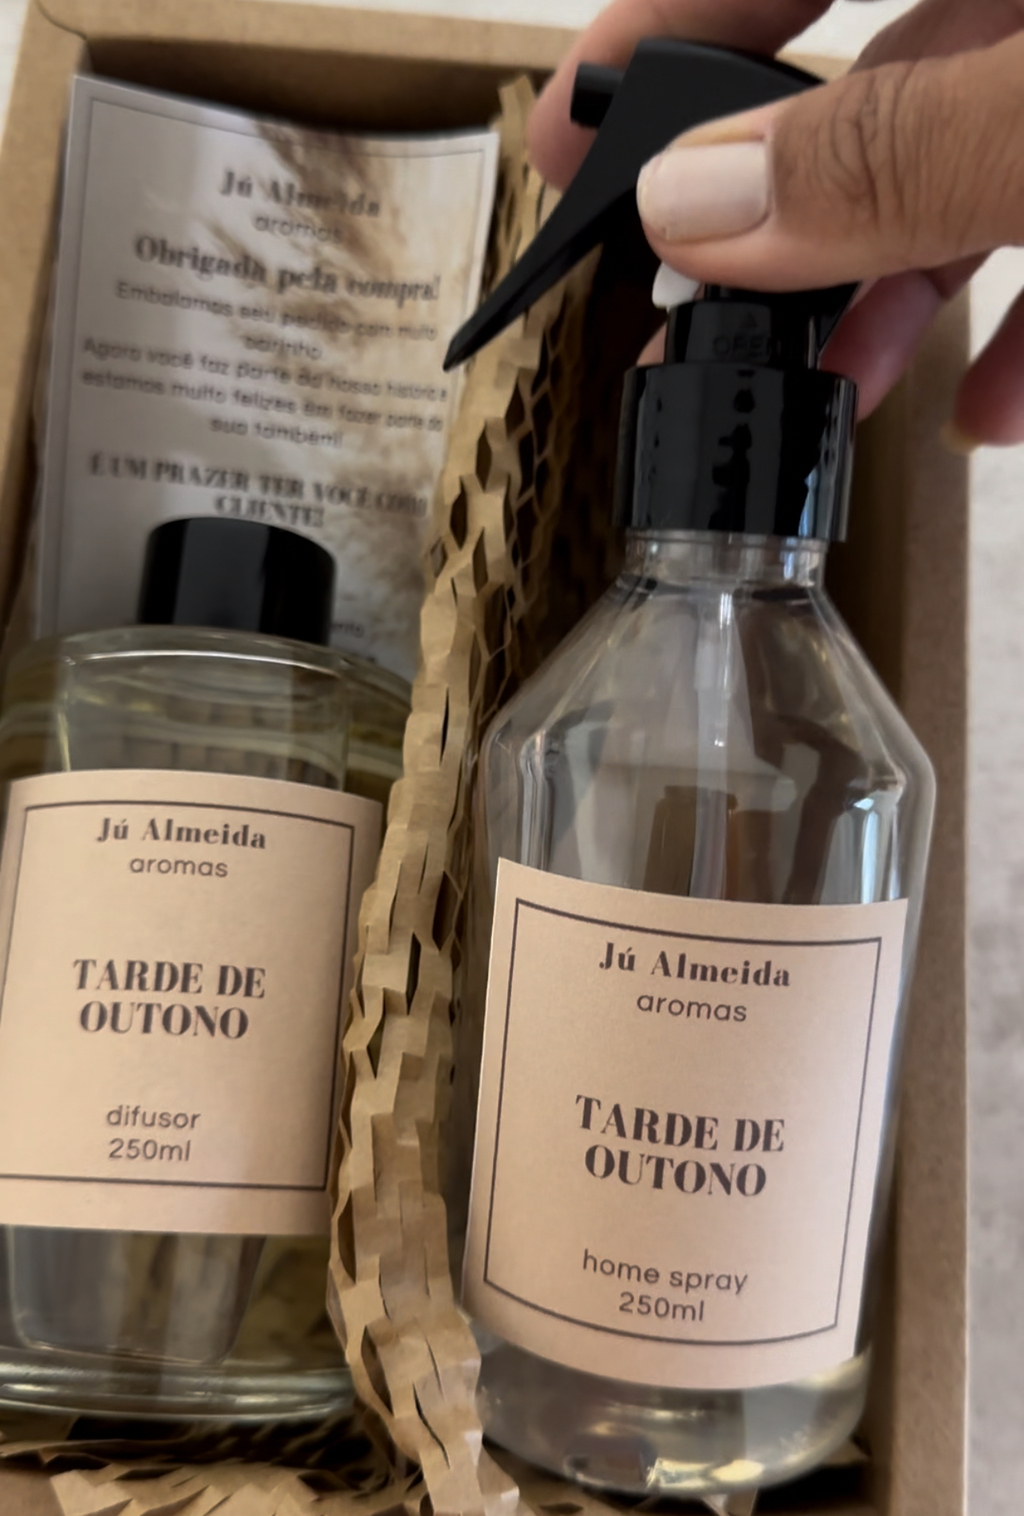 Jú Almeida
aromas
Obrigada pela compra!
Embalamos seu pedido com muito
carinho
Agora você faz parte da nossa história e
estamos muito felizes em fazer parte da
sua também!
É UM PRAZER TER VOCÊ COMO
CLIENTE!
OPEN
Jú Almeida
aromas
TARDE DE
OUTONO
difusor
250ml
Jú Almeida
aromas
TARDE DE
OUTONO
home spray
250ml